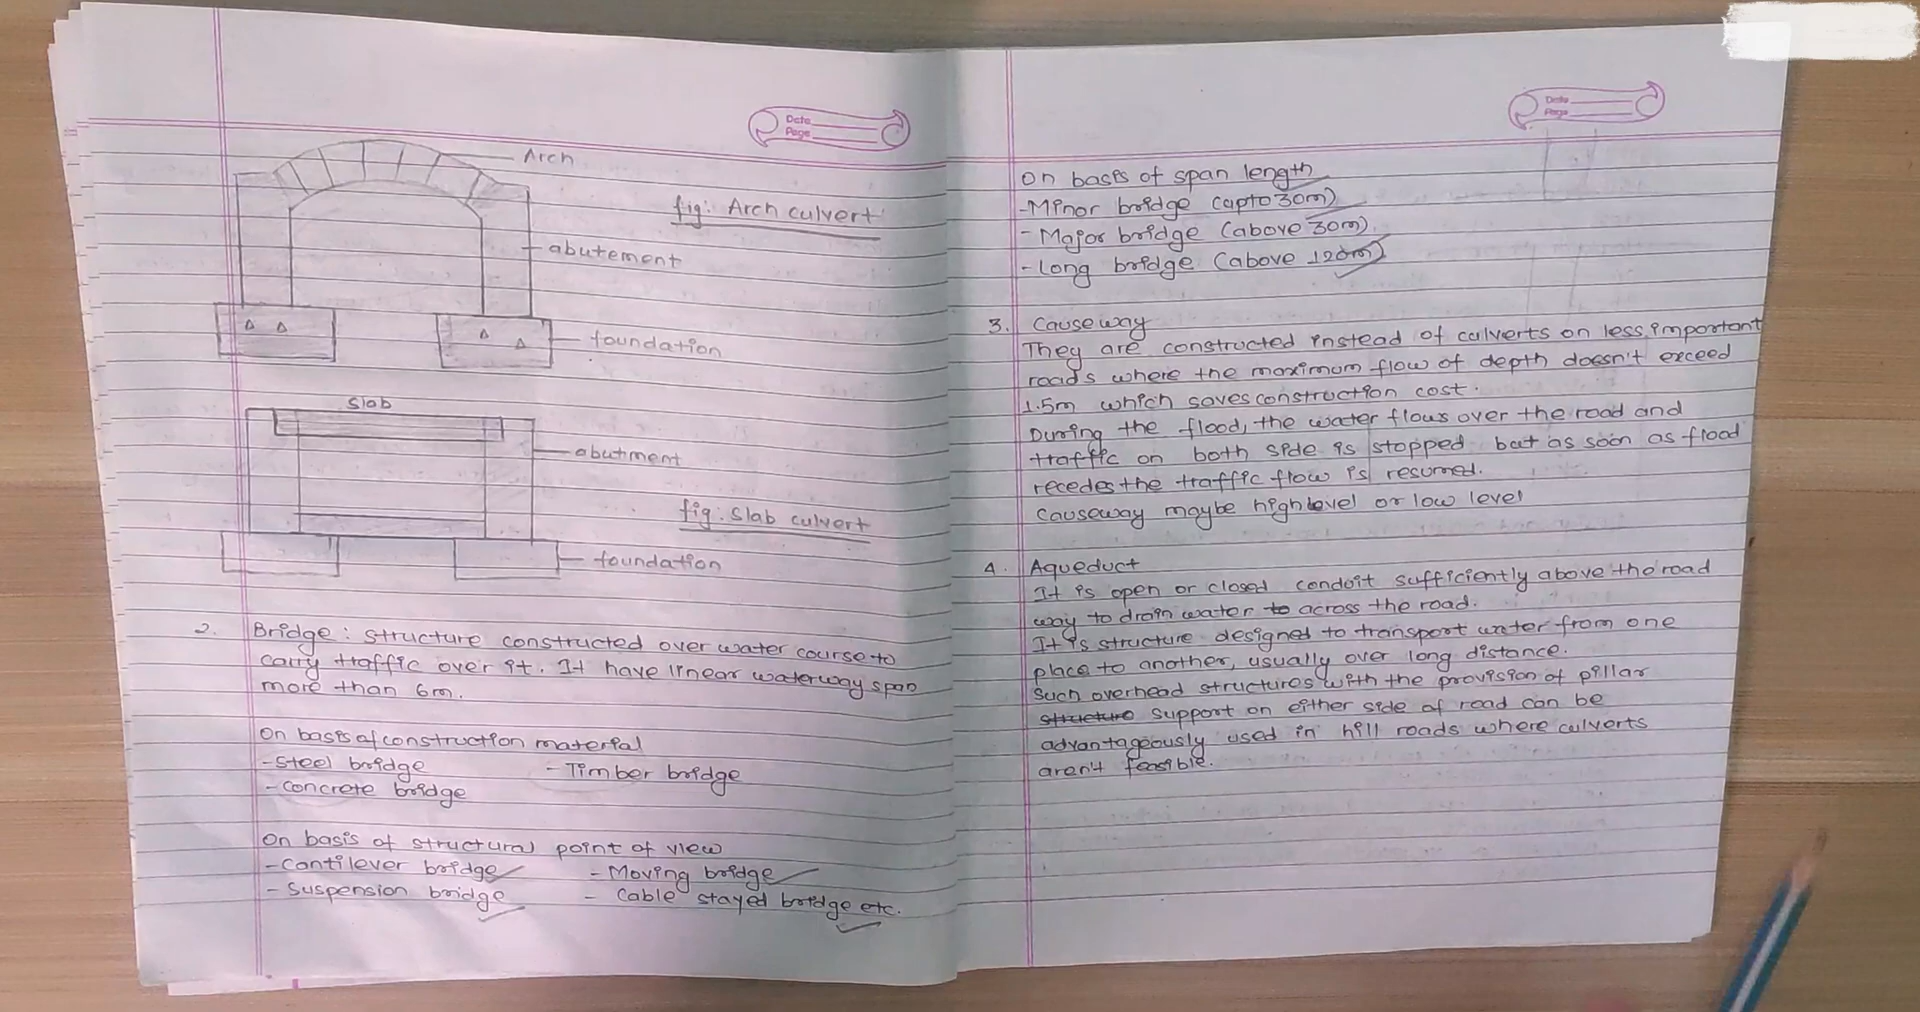 Date
Page
Arch
fig: Arch culvert
abutement
foundation
Slab
abutment
fig: Slab culvert
foundation
2. Bridge: structure constructed over water course to
carry traffic over it. It have linear waterway span
more than 6m.
On basis of construction material
-Steel bridge - Timber bridge
-Concrete bridge
On basis of structural point of view
-Cantilever bridge - Moving bridge
- Suspension bridge - Cable stayed bridge etc.
Date
Page
On basis of span length
-Minor bridge (upto 30m)
- Major bridge (above 30m)
- Long bridge (above 120m)
3. Causeway
They are constructed instead of culverts on less important
roads where the maximum flow of depth doesn't exceed
1.5m which saves construction cost.
During the flood, the water flows over the road and
traffic on both side is stopped but as soon as flood
recedes the traffic flow is resumed.
Causeway maybe high level or low level
4. Aqueduct
It is open or closed conduit sufficiently above the road
way to drain water to across the road.
It is structure designed to transport water from one
place to another, usually over long distance.
Such overhead structures with the provision of pillar
structure support on either side of road can be
advantageously used in hill roads where culverts
aren't feasible.